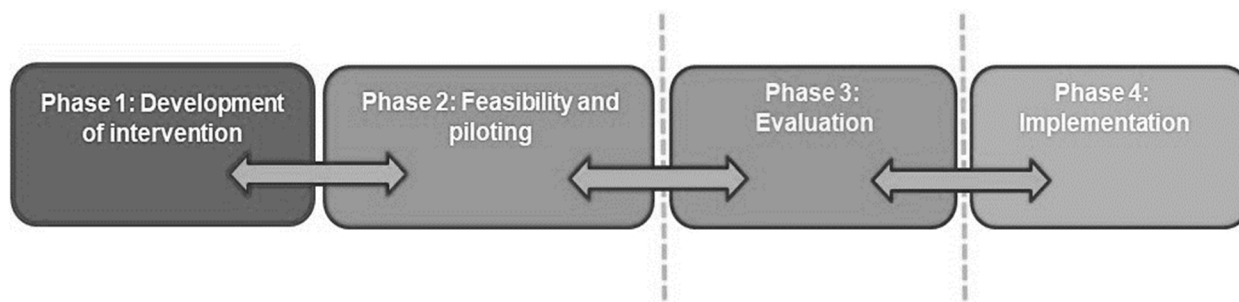 Phase 1: Development
of intervention
Phase 2: Feasibility and
piloting
Phase 3:
Evaluation
Phase 4:
Implementation